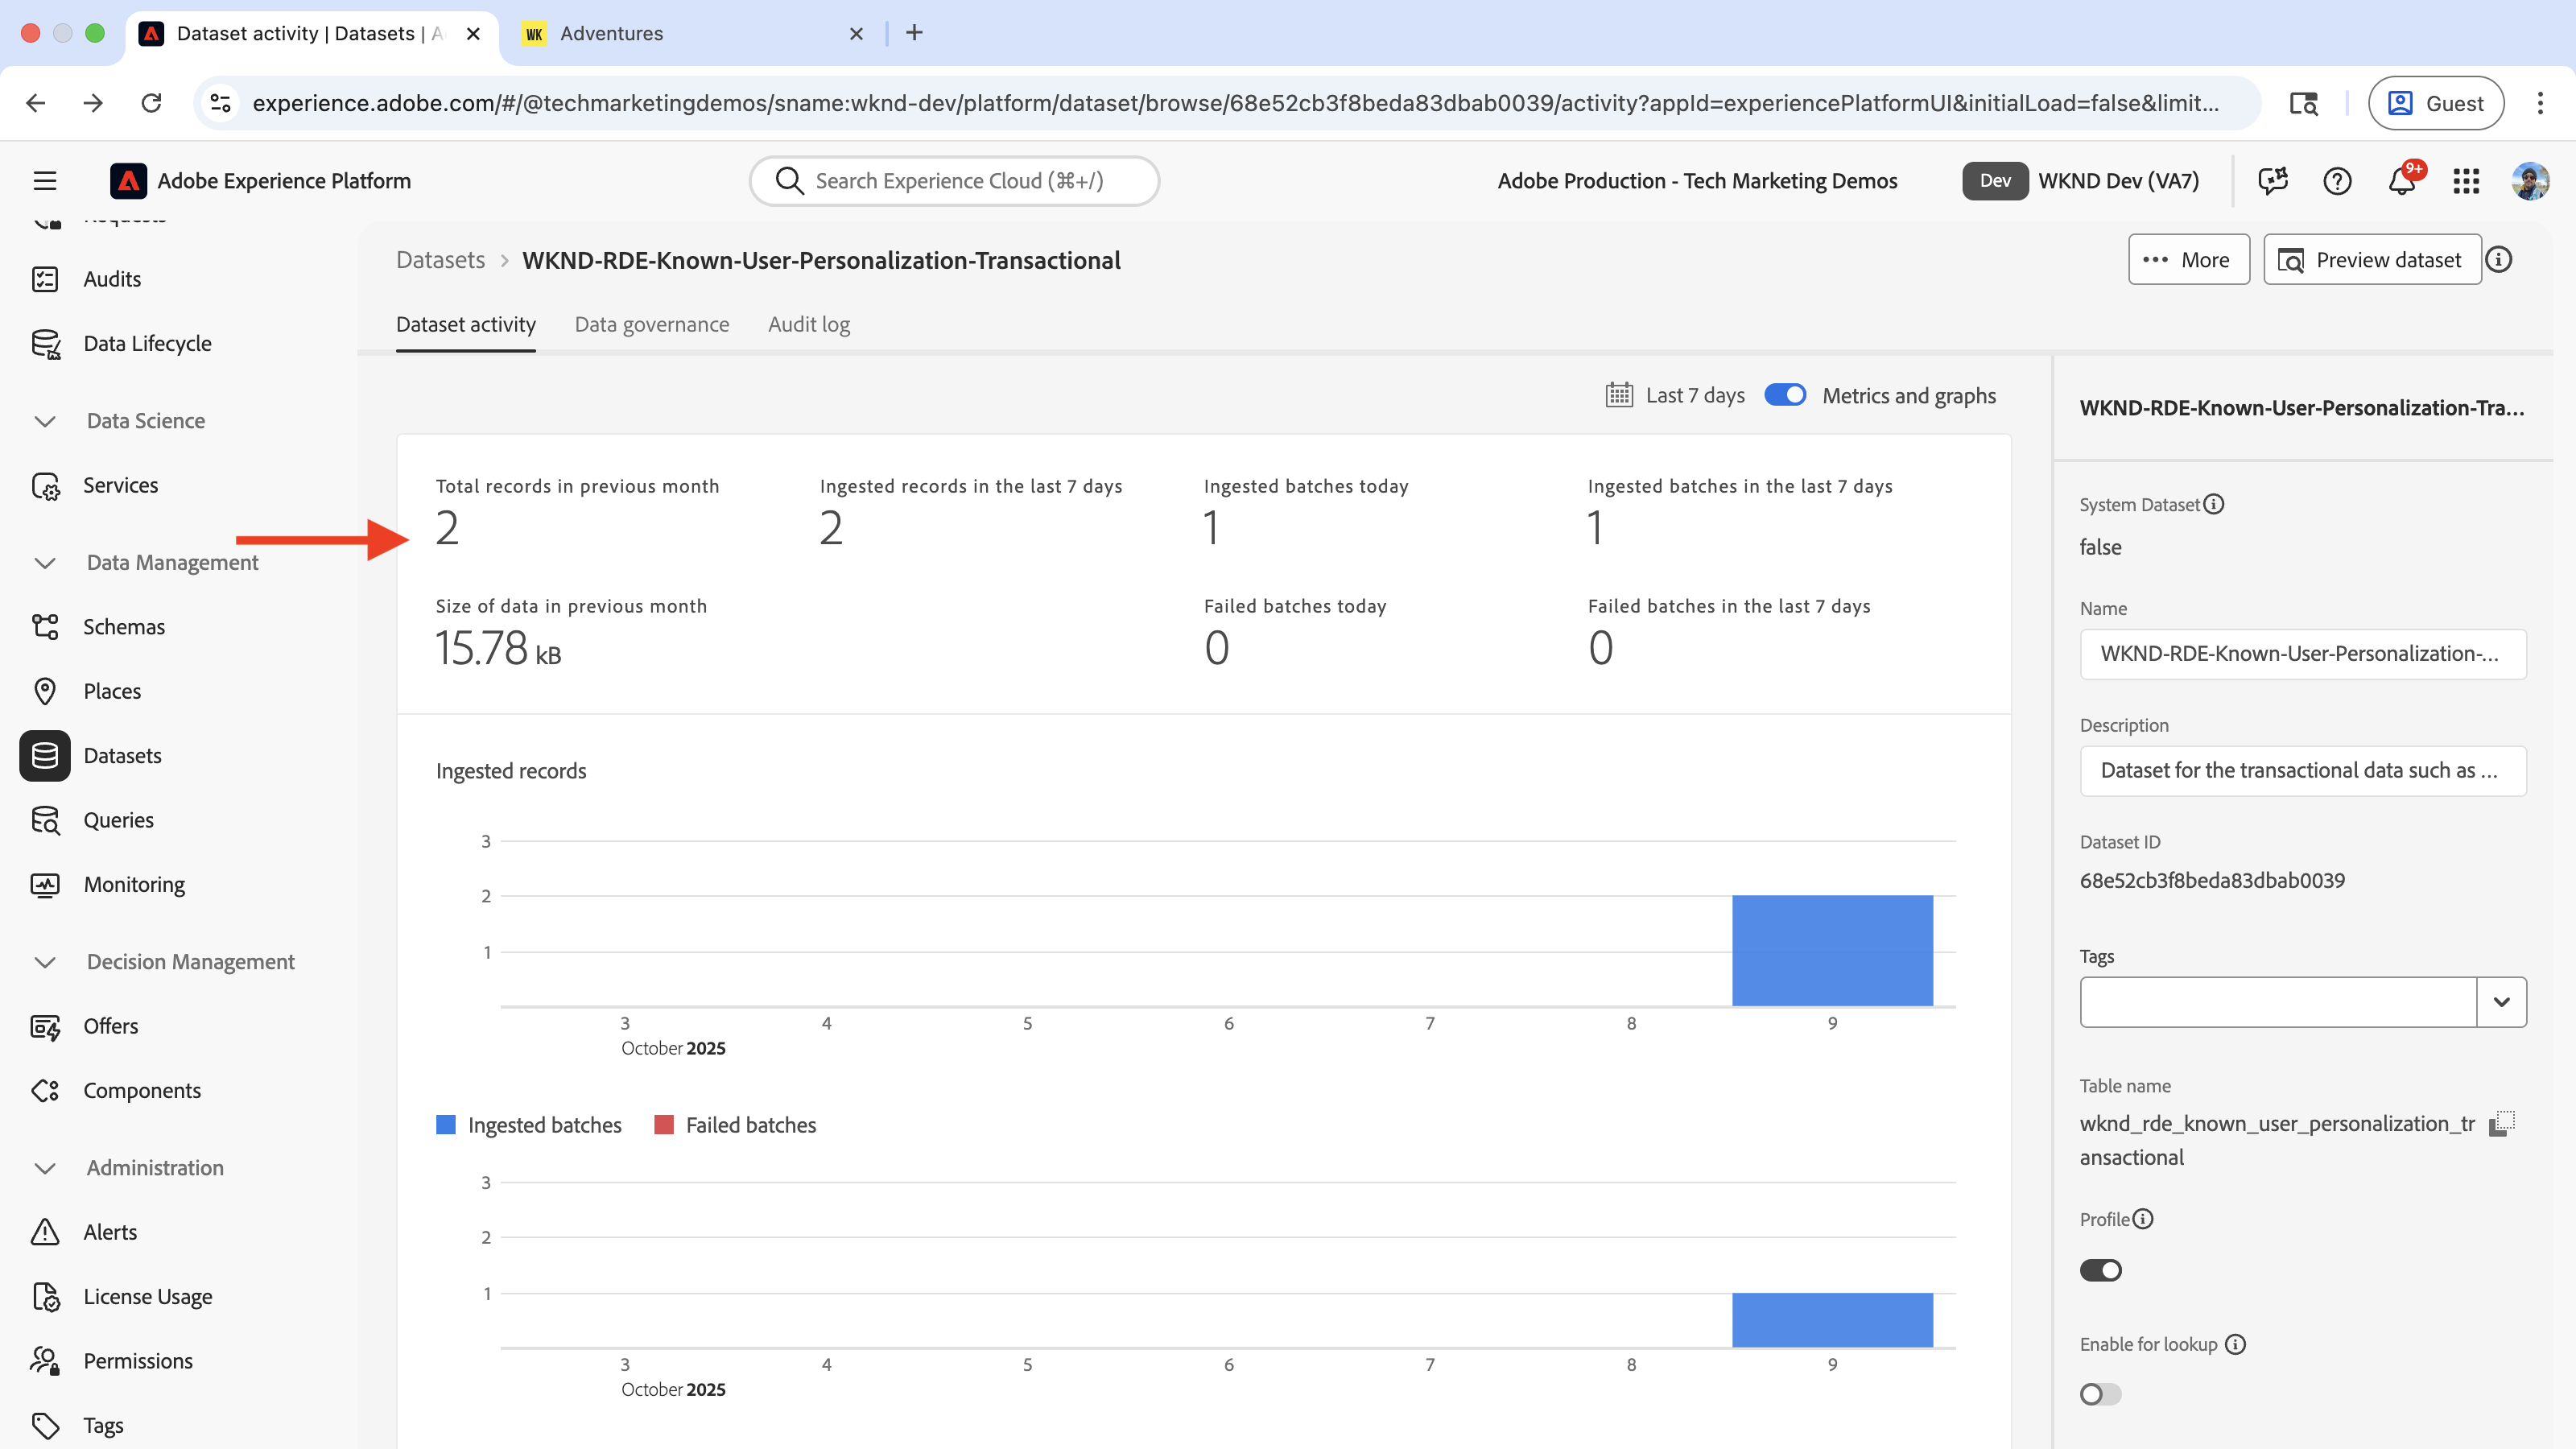 Dataset activity | Datasets | A
WK Adventures
experience.adobe.com/#/@techmarketingdemos/sname:wknd-dev/platform/dataset/browse/68e52cb3f8beda83dbab0039/activity?appId=experiencePlatformUI&initialLoad=false&limit...
Guest
Adobe Experience Platform
Search Experience Cloud (⌘+/)
Adobe Production - Tech Marketing Demos
Dev WKND Dev (VA7)
9+
Requests
Audits
Data Lifecycle
Data Science
Services
Data Management
Schemas
Places
Datasets
Queries
Monitoring
Decision Management
Offers
Components
Administration
Alerts
License Usage
Permissions
Tags
Datasets > WKND-RDE-Known-User-Personalization-Transactional
More
Preview dataset
Dataset activity Data governance Audit log
Last 7 days Metrics and graphs
Total records in previous month
2
Ingested records in the last 7 days
2
Ingested batches today
1
Ingested batches in the last 7 days
1
Size of data in previous month
15.78 kB
Failed batches today
0
Failed batches in the last 7 days
0
Ingested records
3
2
1
3 4 5 6 7 8 9
October 2025
Ingested batches Failed batches
3
2
1
3 4 5 6 7 8 9
October 2025
WKND-RDE-Known-User-Personalization-Tra...
System Dataset
false
Name
WKND-RDE-Known-User-Personalization-...
Description
Dataset for the transactional data such as ...
Dataset ID
68e52cb3f8beda83dbab0039
Tags
Table name
wknd_rde_known_user_personalization_tr
ansactional
Profile
Enable for lookup